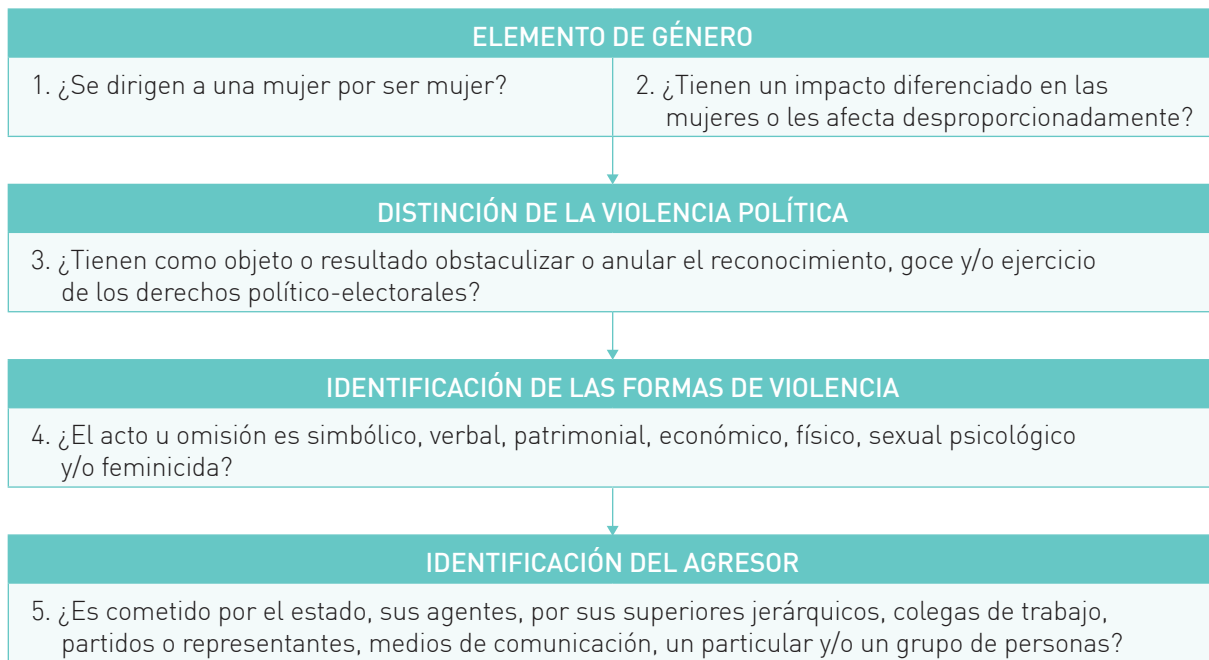 ELEMENTO DE GÉNERO
1. ¿Se dirigen a una mujer por ser mujer?
2. ¿Tienen un impacto diferenciado en las
mujeres o les afecta desproporcionadamente?
DISTINCIÓN DE LA VIOLENCIA POLÍTICA
3. ¿Tienen como objeto o resultado obstaculizar o anular el reconocimiento, goce y/o ejercicio
de los derechos político-electorales?
IDENTIFICACIÓN DE LAS FORMAS DE VIOLENCIA
4. ¿El acto u omisión es simbólico, verbal, patrimonial, económico, físico, sexual psicológico
y/o feminicida?
IDENTIFICACIÓN DEL AGRESOR
5. ¿Es cometido por el estado, sus agentes, por sus superiores jerárquicos, colegas de trabajo,
partidos o representantes, medios de comunicación, un particular y/o un grupo de personas?